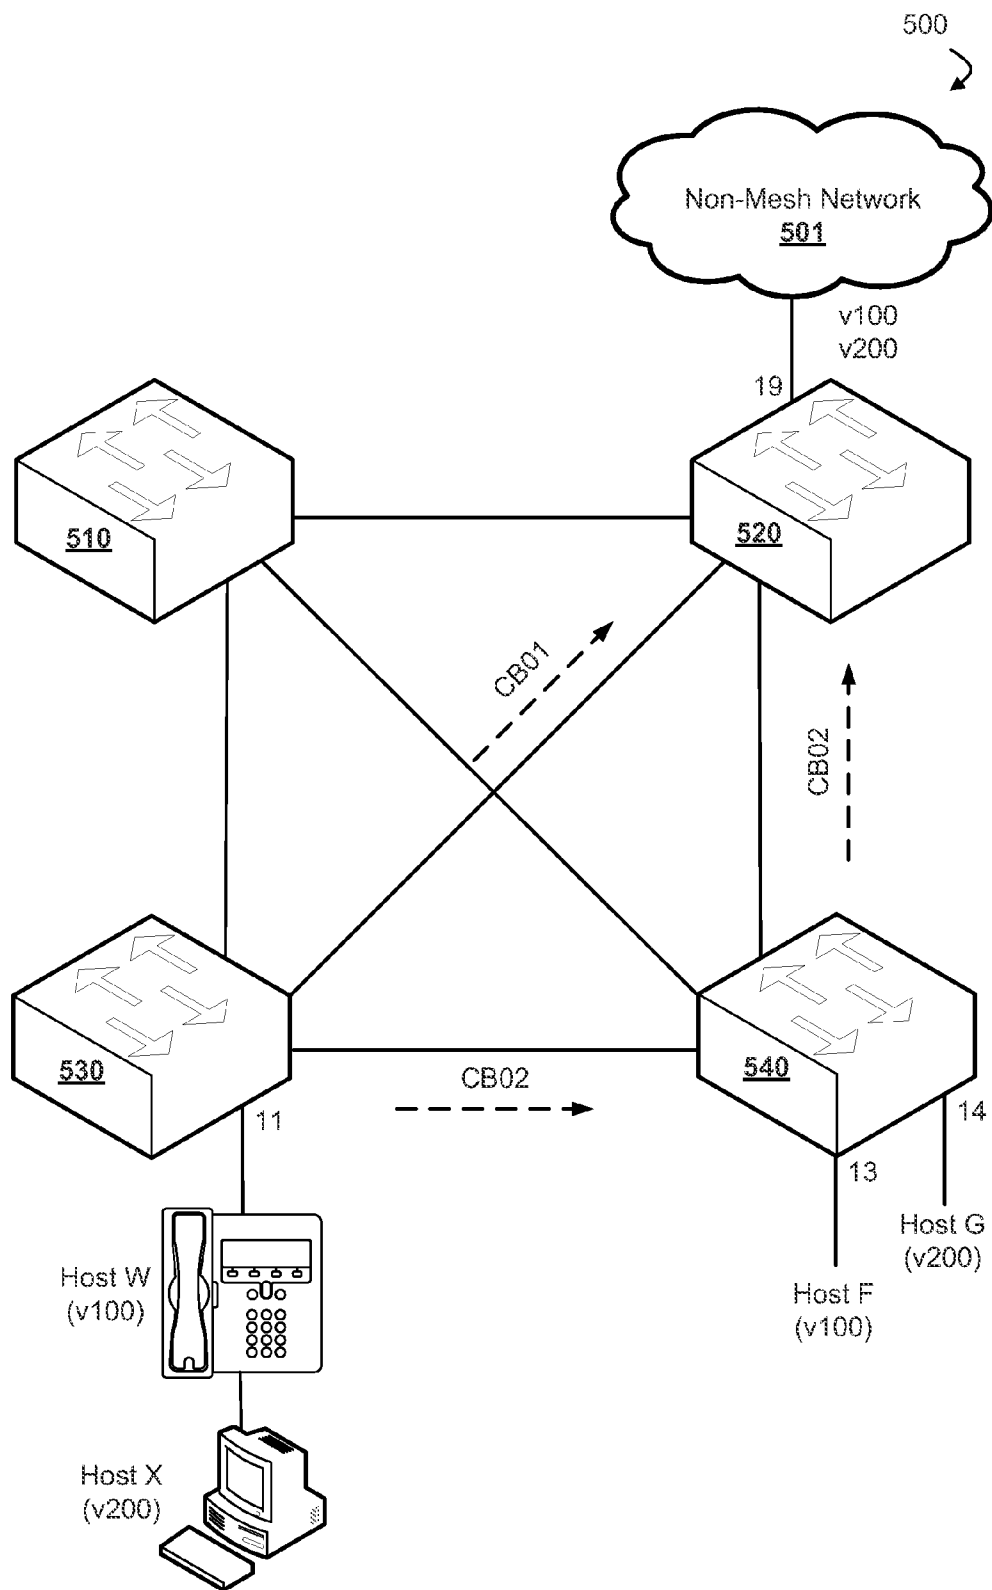 500
Non-Mesh Network
501
v100
v200
19
510
520
CB01
CB02
530
CB02
540
11
14
13
Host G
(v200)
Host W
(v100)
Host F
(v100)
Host X
(v200)